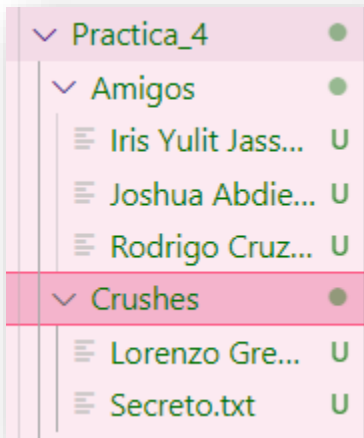 Practica_4
Amigos
Iris Yulit Jass... U
Joshua Abdie... U
Rodrigo Cruz... U
Crushes
Lorenzo Gre... U
Secreto.txt U